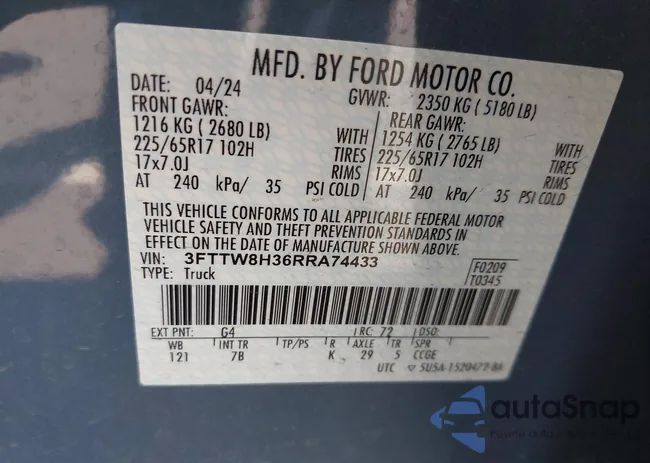 MFD. BY FORD MOTOR CO.
DATE: 04/24 GVWR: 2350 KG ( 5180 LB)
FRONT GAWR: REAR GAWR:
1216 KG ( 2680 LB) WITH 1254 KG ( 2765 LB) WITH
225/65R17 102H TIRES 225/65R17 102H TIRES
17x7.0J RIMS 17x7.0J RIMS
AT 240 kPa/ 35 PSI COLD AT 240 kPa/ 35 PSI COLD
THIS VEHICLE CONFORMS TO ALL APPLICABLE FEDERAL MOTOR
VEHICLE SAFETY AND THEFT PREVENTION STANDARDS IN
EFFECT ON THE DATE OF MANUFACTURE SHOWN ABOVE.
VIN: 3FTTW8H36RRA74433 F0209
TYPE: Truck T0345
EXT PNT: G4 RC: 72 DSO:
WB INT TR TP/PS R AXLE TR SPR
121 7B K 29 5 CCGE
UTC ▽ 5U5A-1520472-BA
autoSnap